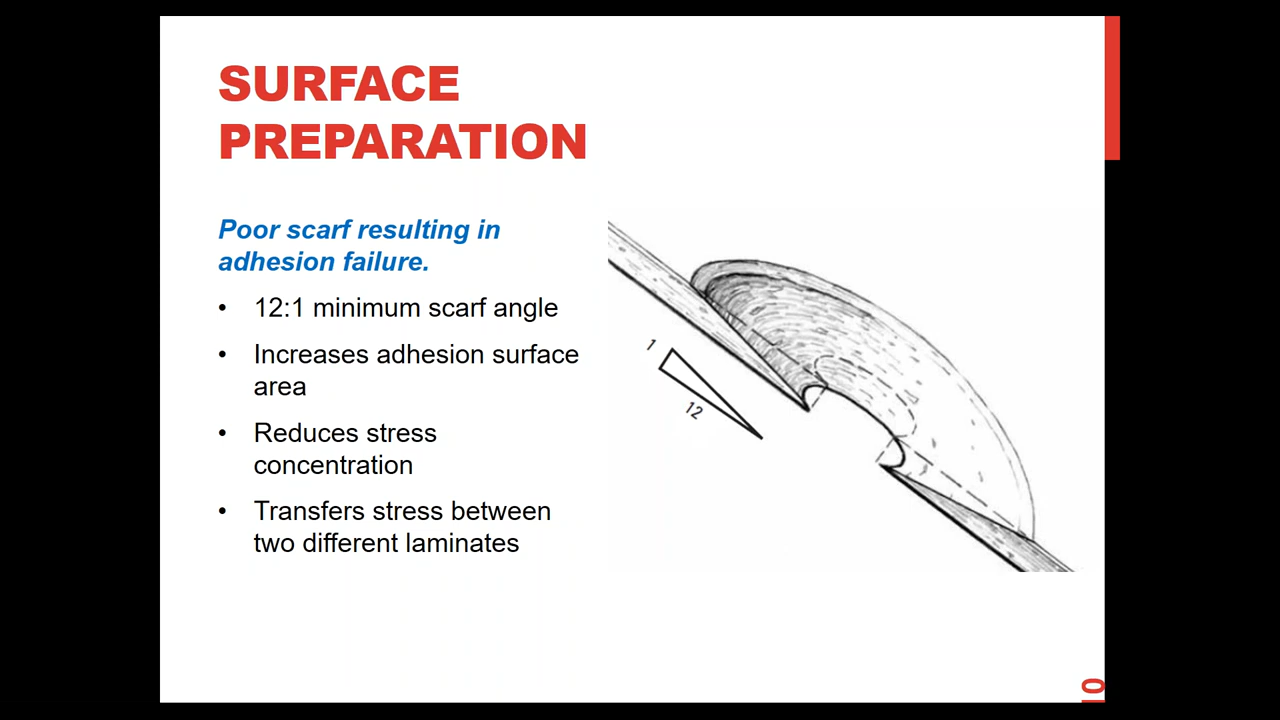 SURFACE
PREPARATION
Poor scarf resulting in
adhesion failure.
• 12:1 minimum scarf angle
• Increases adhesion surface
area
• Reduces stress
concentration
• Transfers stress between
two different laminates
1
12
10